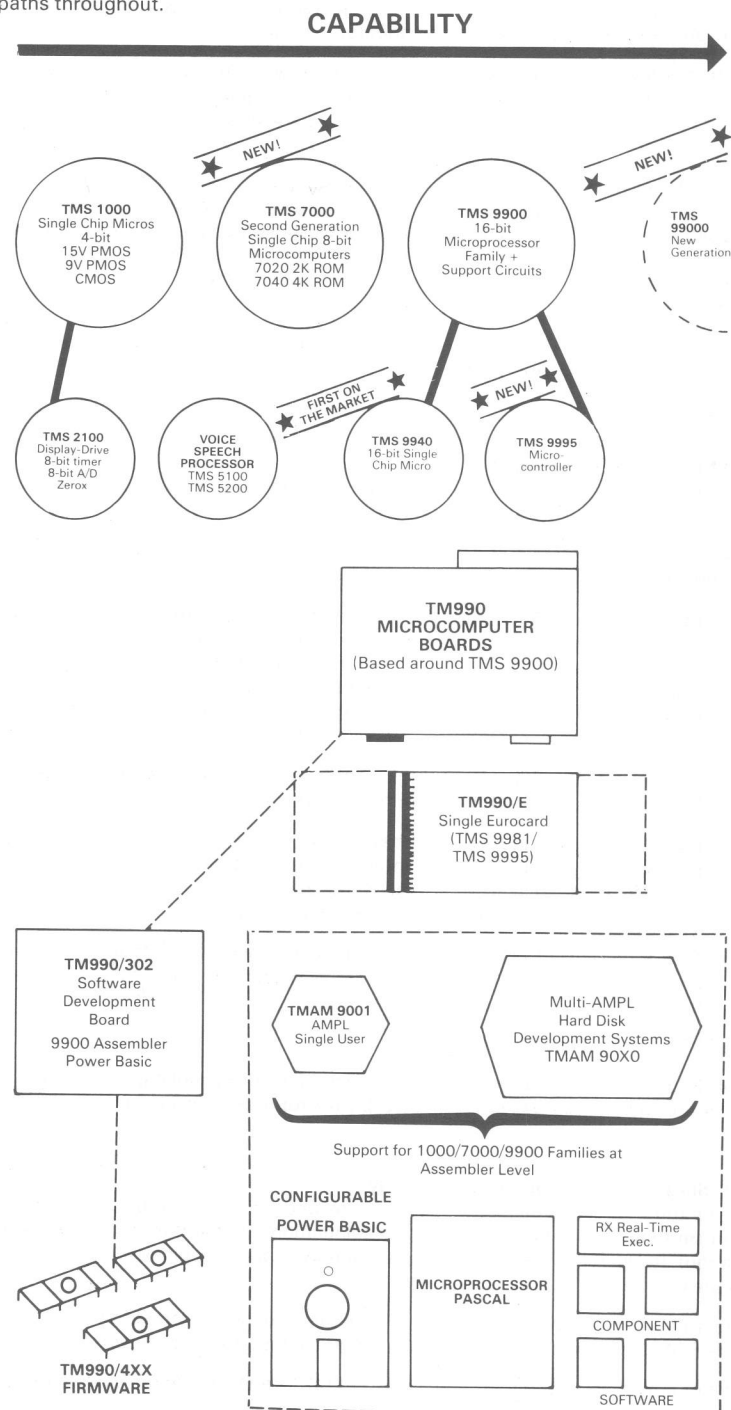 paths throughout.
CAPABILITY
NEW!
NEW!
TMS 1000
Single Chip Micros
4-bit
15V PMOS
9V PMOS
CMOS
TMS 7000
Second Generation
Single Chip 8-bit
Microcomputers
7020 2K ROM
7040 4K ROM
TMS 9900
16-bit
Microprocessor
Family +
Support Circuits
TMS
99000
New
Generation
FIRST ON
THE MARKET
NEW!
TMS 2100
Display-Drive
8-bit timer
8-bit A/D
Zerox
VOICE
SPEECH
PROCESSOR
TMS 5100
TMS 5200
TMS 9940
16-bit Single
Chip Micro
TMS 9995
Micro-
controller
TM990
MICROCOMPUTER
BOARDS
(Based around TMS 9900)
TM990/E
Single Eurocard
(TMS 9981/
TMS 9995)
TM990/302
Software
Development
Board
9900 Assembler
Power Basic
TMAM 9001
AMPL
Single User
Multi-AMPL
Hard Disk
Development Systems
TMAM 90X0
Support for 1000/7000/9900 Families at
Assembler Level
CONFIGURABLE
POWER BASIC
MICROPROCESSOR
PASCAL
RX Real-Time
Exec.
COMPONENT
SOFTWARE
TM990/4XX
FIRMWARE